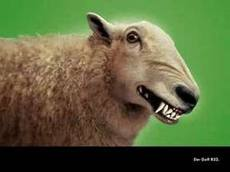 Der Golf R32.